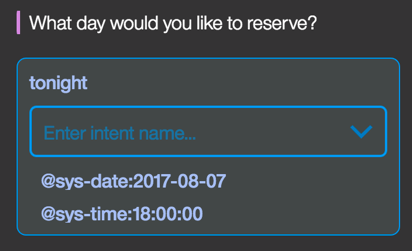 What day would you like to reserve?
tonight
Enter intent name...
@sys-date:2017-08-07
@sys-time:18:00:00